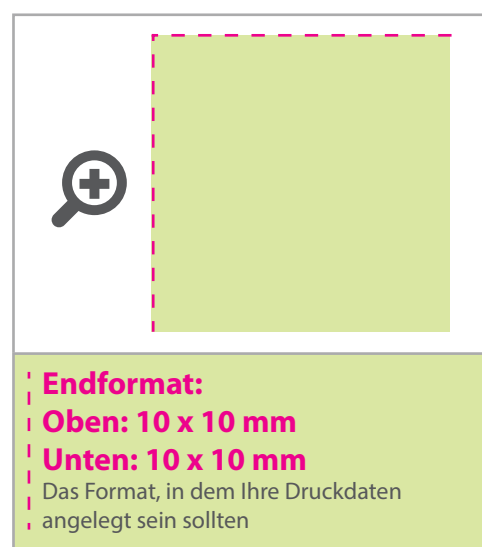 Endformat:
Oben: 10 x 10 mm
Unten: 10 x 10 mm
Das Format, in dem Ihre Druckdaten
angelegt sein sollten